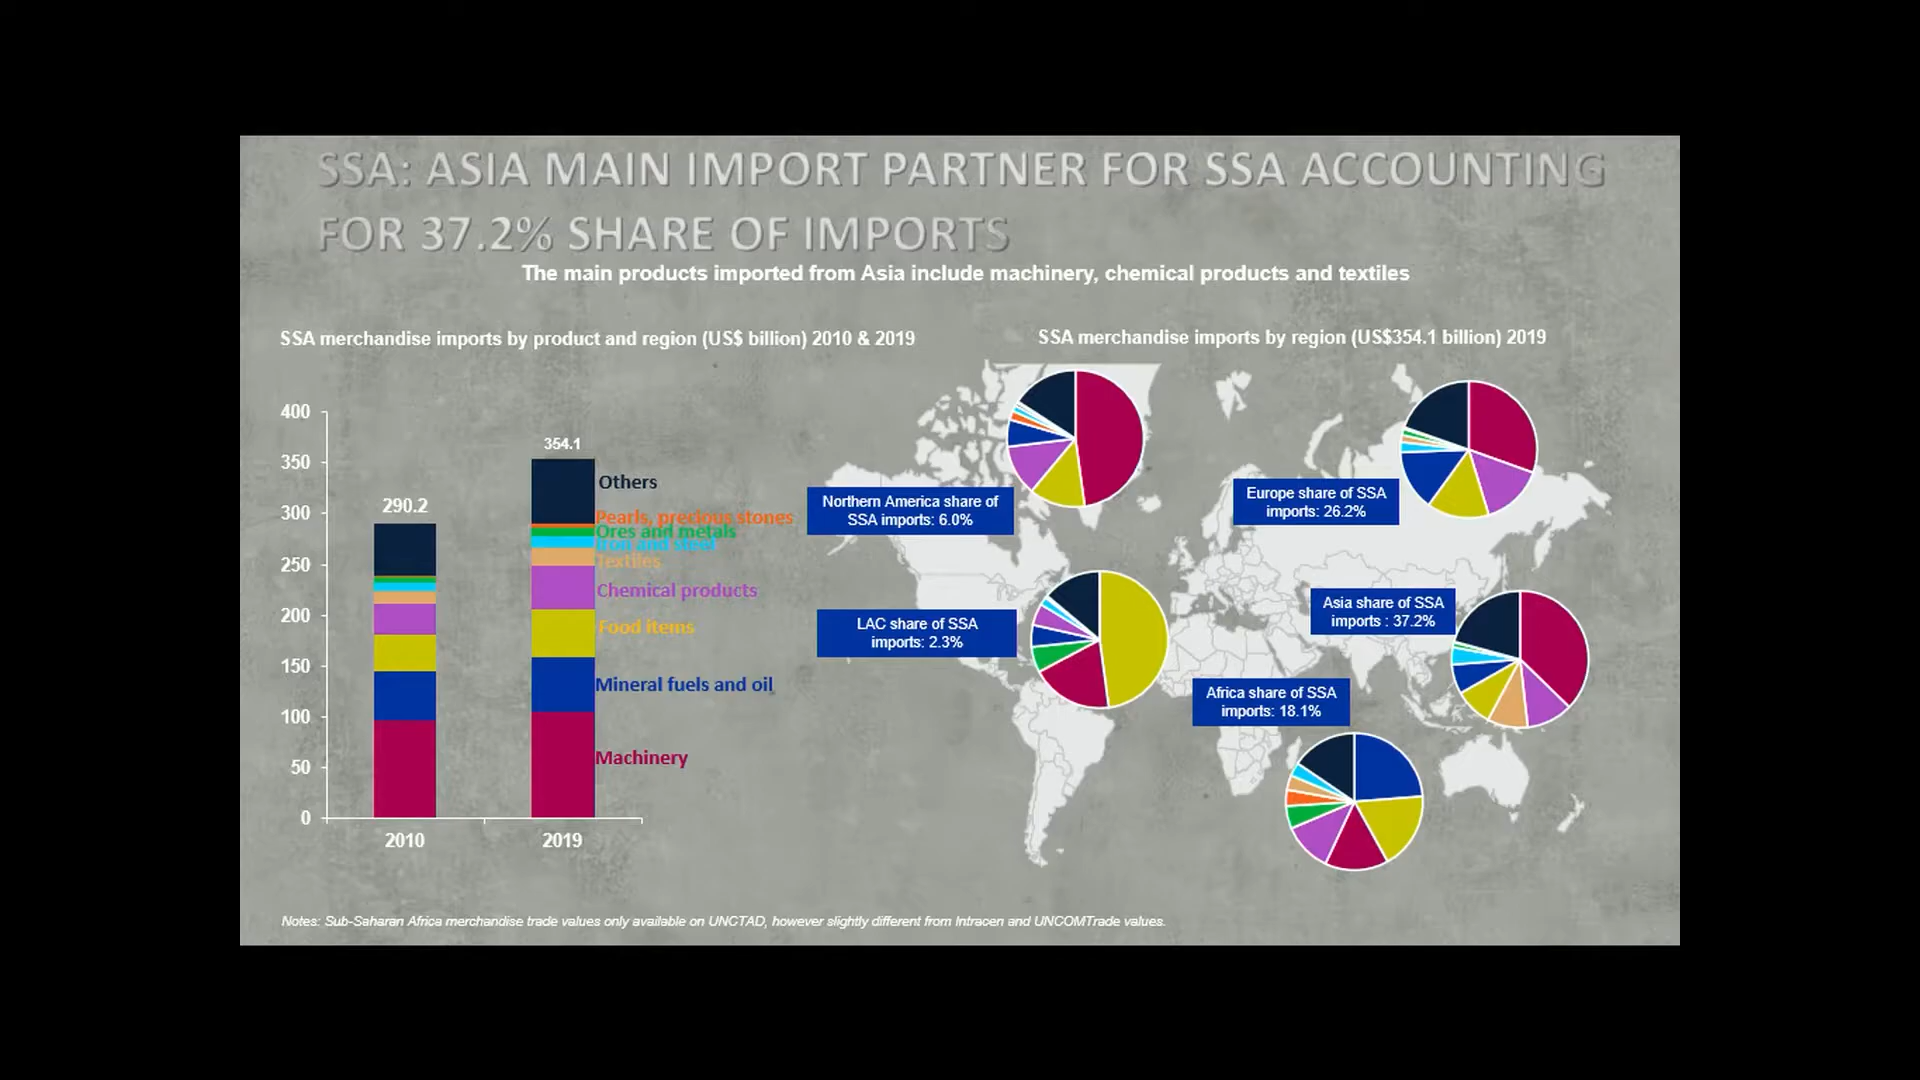 SSA: ASIA MAIN IMPORT PARTNER FOR SSA ACCOUNTING
FOR 37.2% SHARE OF IMPORTS
The main products imported from Asia include machinery, chemical products and textiles
SSA merchandise imports by product and region (US$ billion) 2010 & 2019
400
350
300
250
200
150
100
50
0
290.2
354.1
2010
2019
Others
Pearls, precious stones
Ores and metals
Iron and steel
Textiles
Chemical products
Food items
Mineral fuels and oil
Machinery
SSA merchandise imports by region (US$354.1 billion) 2019
Northern America share of
SSA imports: 6.0%
Europe share of SSA
imports: 26.2%
LAC share of SSA
imports: 2.3%
Asia share of SSA
imports : 37.2%
Africa share of SSA
imports: 18.1%
Notes: Sub-Saharan Africa merchandise trade values only available on UNCTAD, however slightly different from Intracen and UNCOMTrade values.